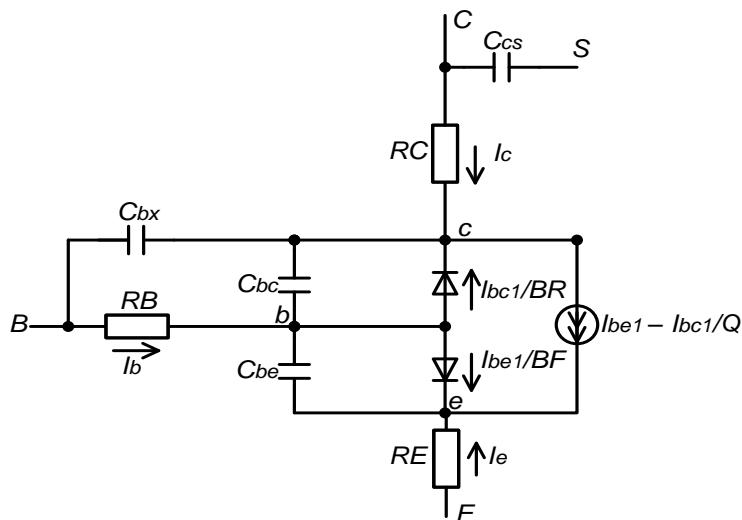 C
Ccs
S
RC
Ic
Cbx
c
Cbc
Ibc1/BR
RB
B
b
Ibe1 – Ibc1/Q
Ib
Cbe
Ibe1/BF
e
RE
Ie
E